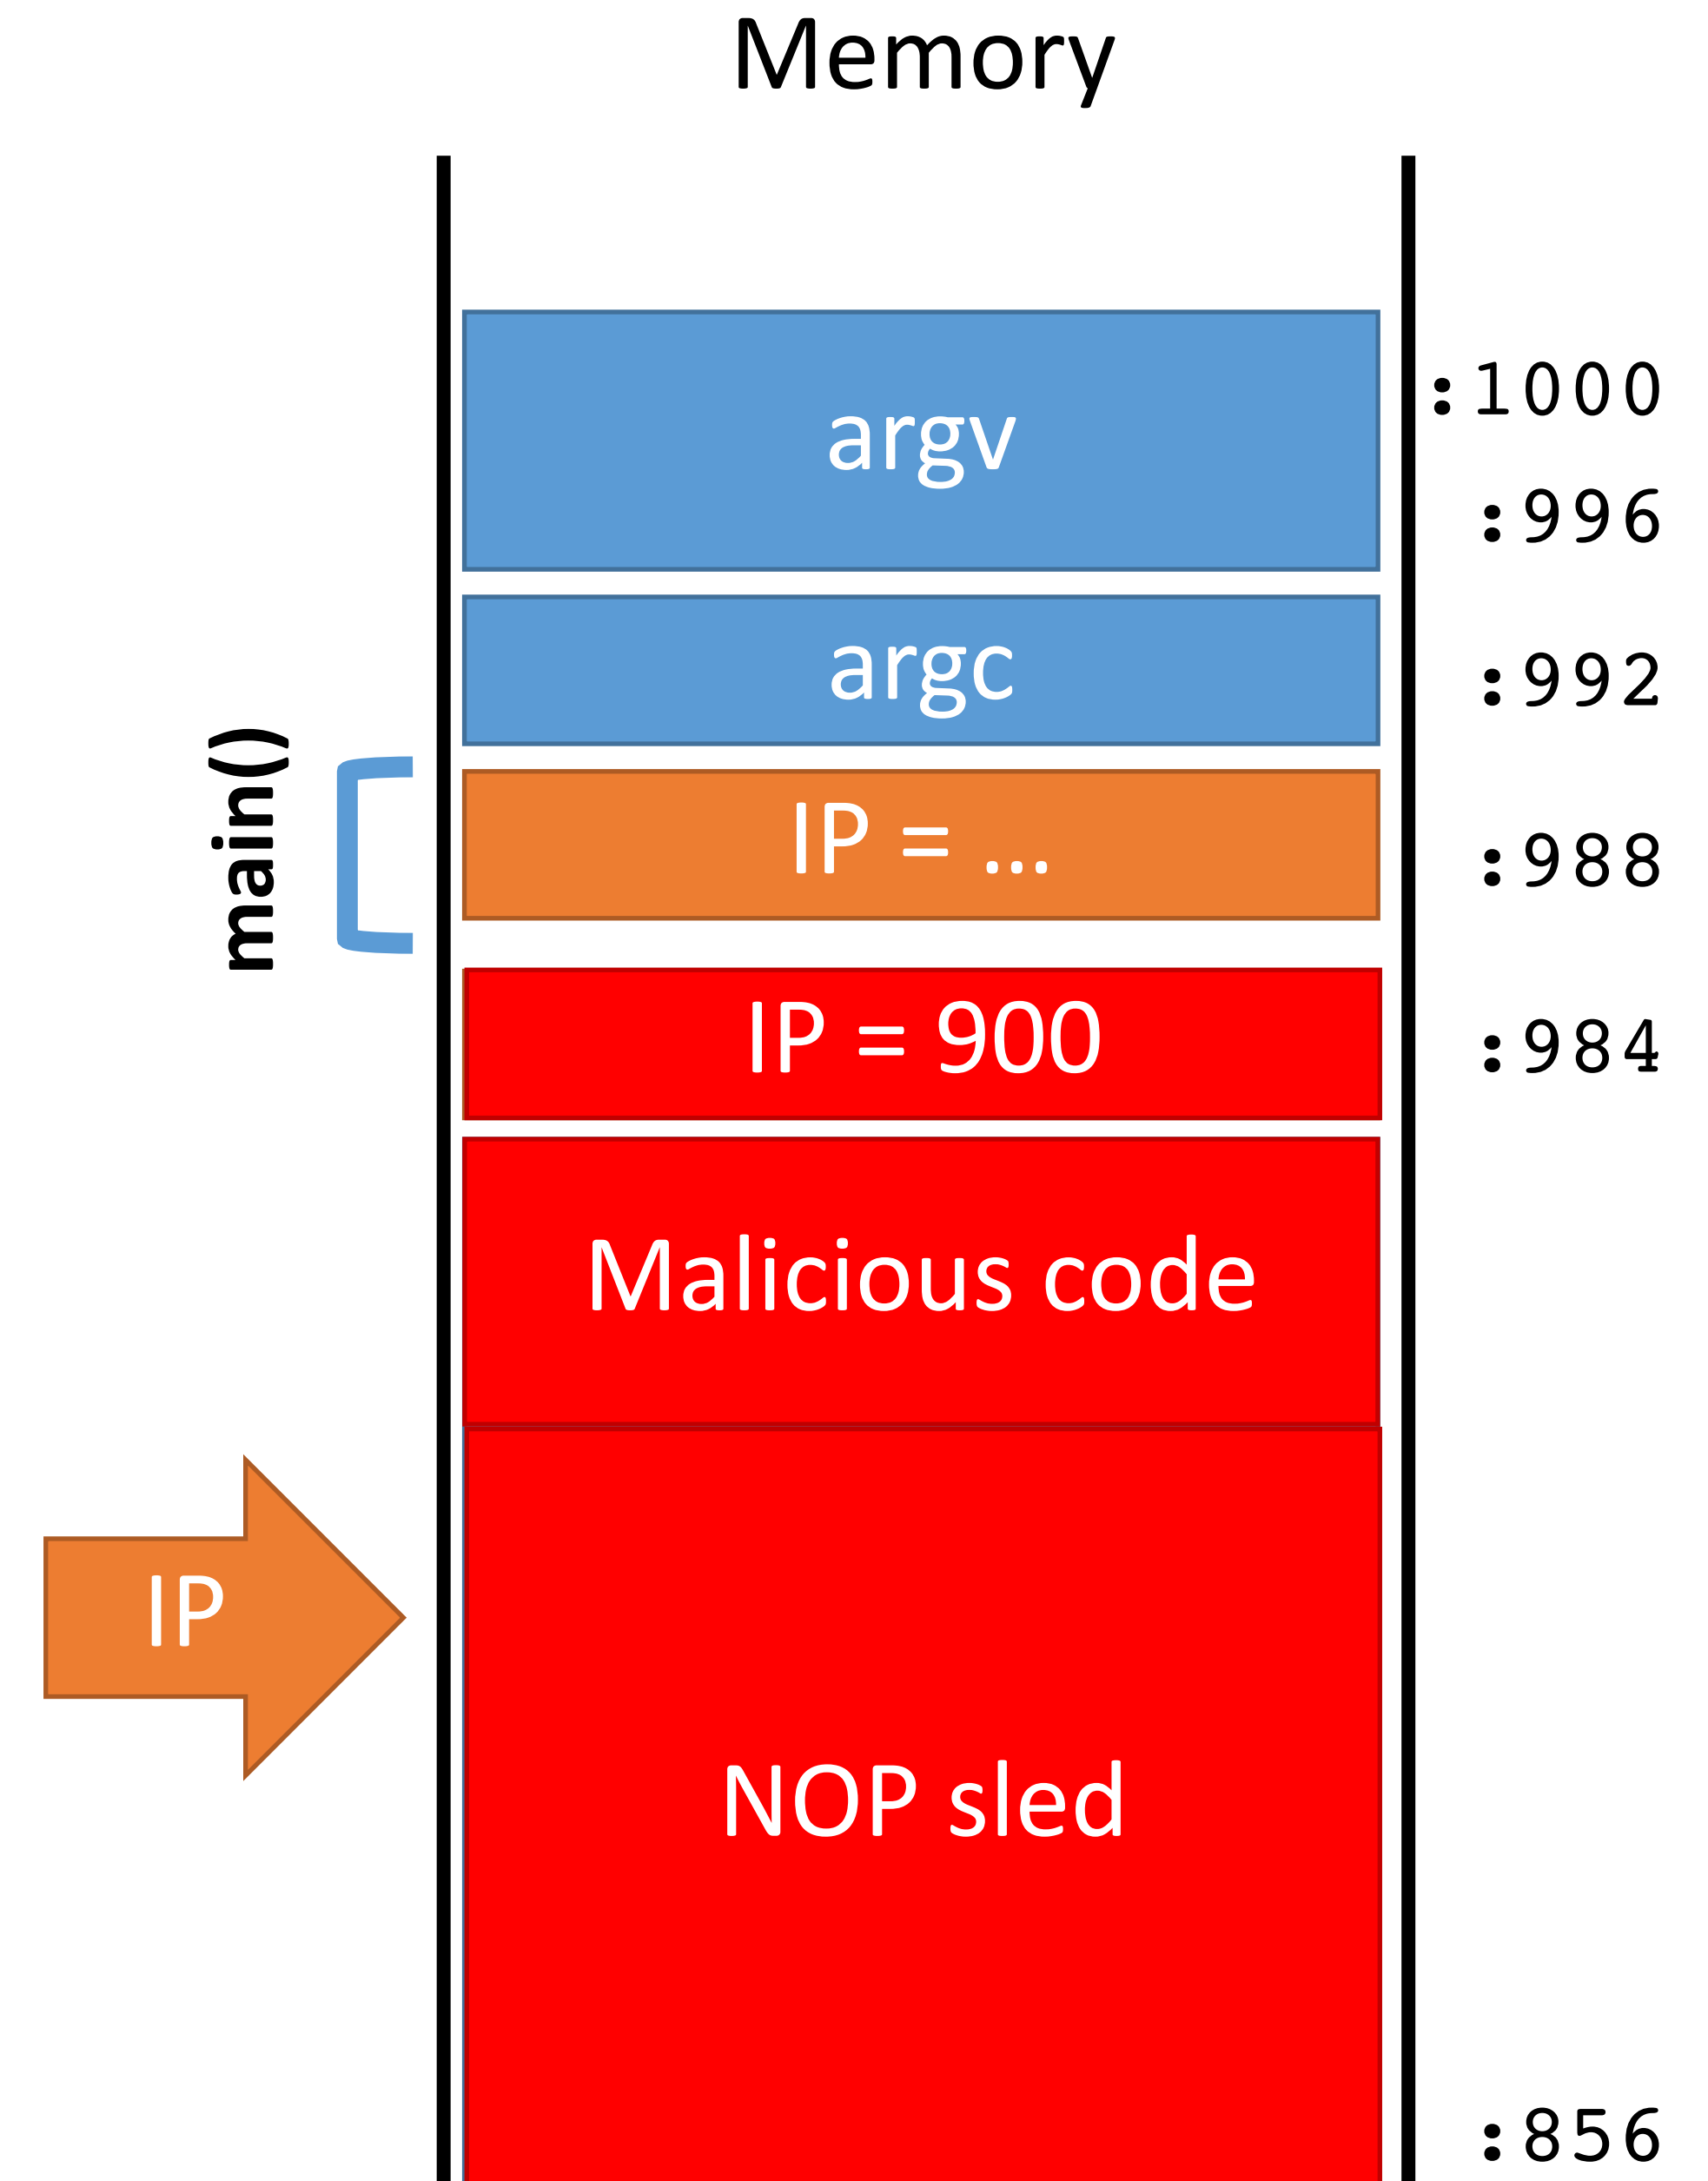 Memory
argv
:1000
:996
argc
:992
main()
IP = ...
:988
IP = 900
:984
Malicious code
IP
NOP sled
:856